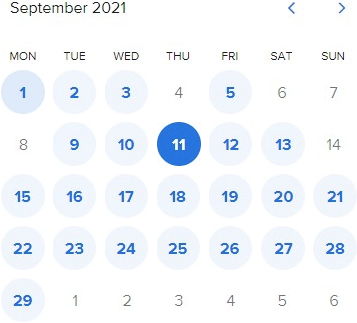 September 2021
MON TUE WED THU FRI SAT SUN
1 2 3 4 5 6 7
8 9 10 11 12 13 14
15 16 17 18 19 20 21
22 23 24 25 26 27 28
29 1 2 3 4 5 6